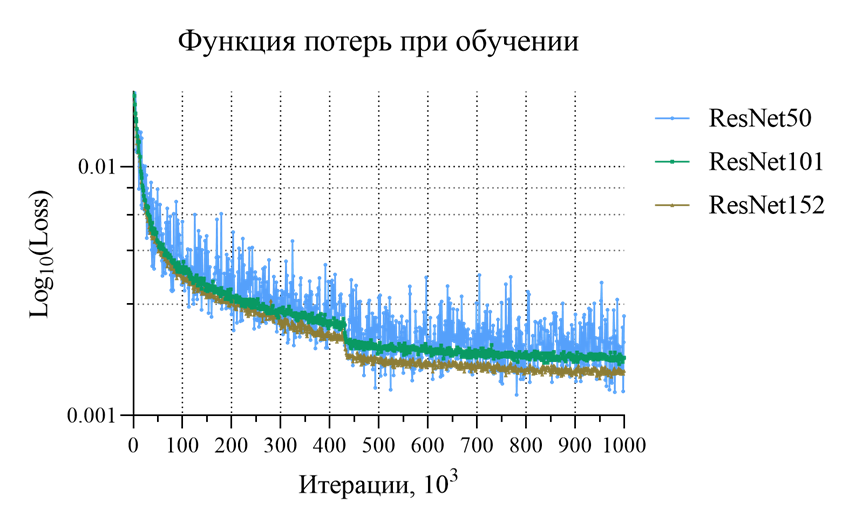 Функция потерь при обучении
ResNet50
ResNet101
ResNet152
0.01
0.001
Log₁₀(Loss)
0 100 200 300 400 500 600 700 800 900 1000
Итерации, 10³